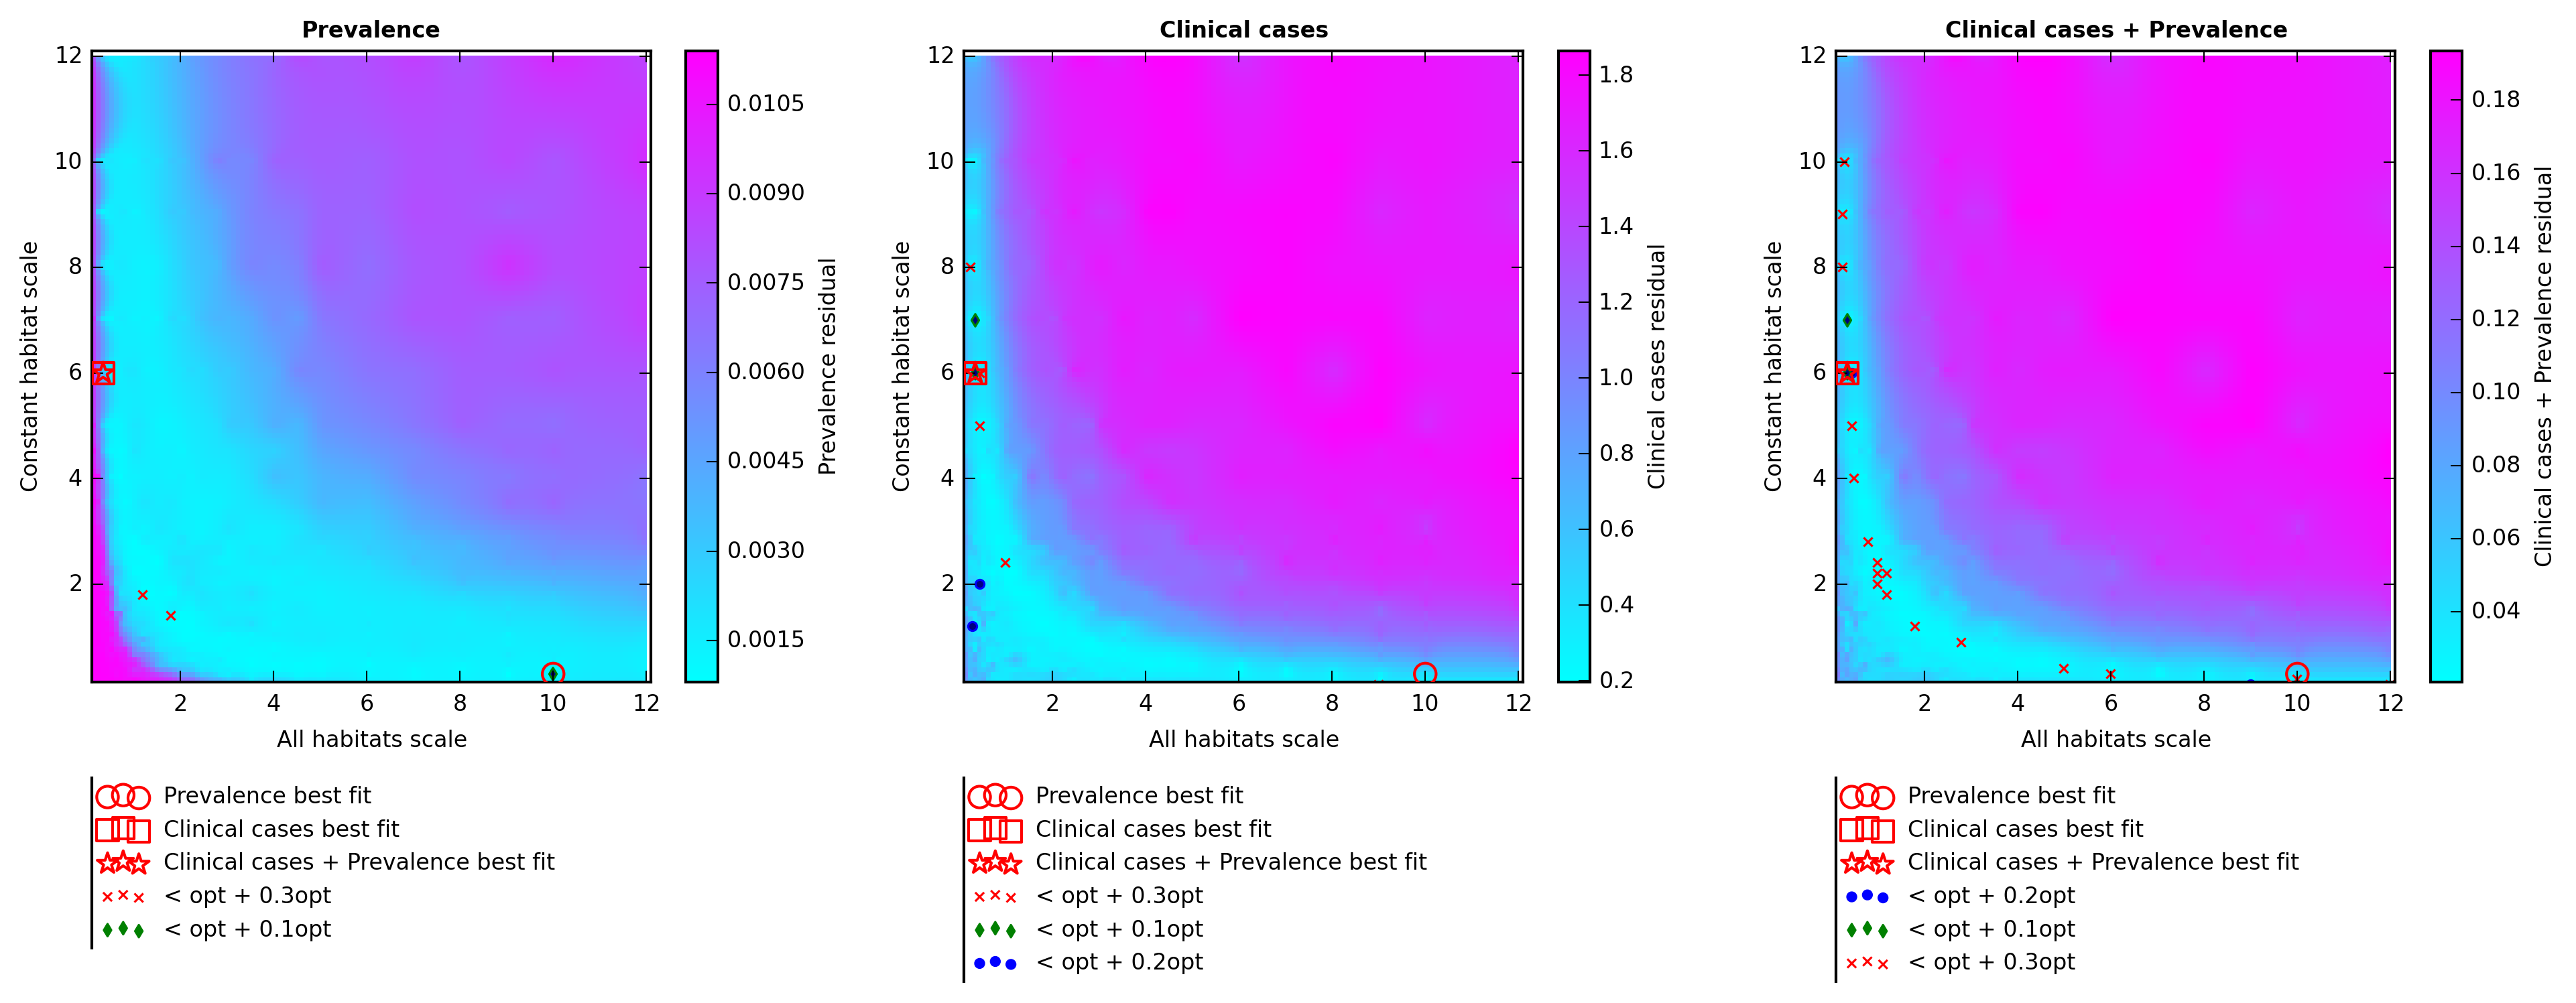 Prevalence
Clinical cases
Clinical cases + Prevalence
12
10
8
6
4
2
Constant habitat scale
2
4
6
8
10
12
All habitats scale
0.0105
0.0090
0.0075
0.0060
0.0045
0.0030
0.0015
Prevalence residual
12
10
8
6
4
2
Constant habitat scale
2
4
6
8
10
12
All habitats scale
1.8
1.6
1.4
1.2
1.0
0.8
0.6
0.4
0.2
Clinical cases residual
12
10
8
6
4
2
Constant habitat scale
2
4
6
8
10
12
All habitats scale
0.18
0.16
0.14
0.12
0.10
0.08
0.06
0.04
Clinical cases + Prevalence residual
Prevalence best fit
Clinical cases best fit
Clinical cases + Prevalence best fit
< opt + 0.3opt
< opt + 0.1opt
Prevalence best fit
Clinical cases best fit
Clinical cases + Prevalence best fit
< opt + 0.3opt
< opt + 0.1opt
< opt + 0.2opt
Prevalence best fit
Clinical cases best fit
Clinical cases + Prevalence best fit
< opt + 0.2opt
< opt + 0.1opt
< opt + 0.3opt